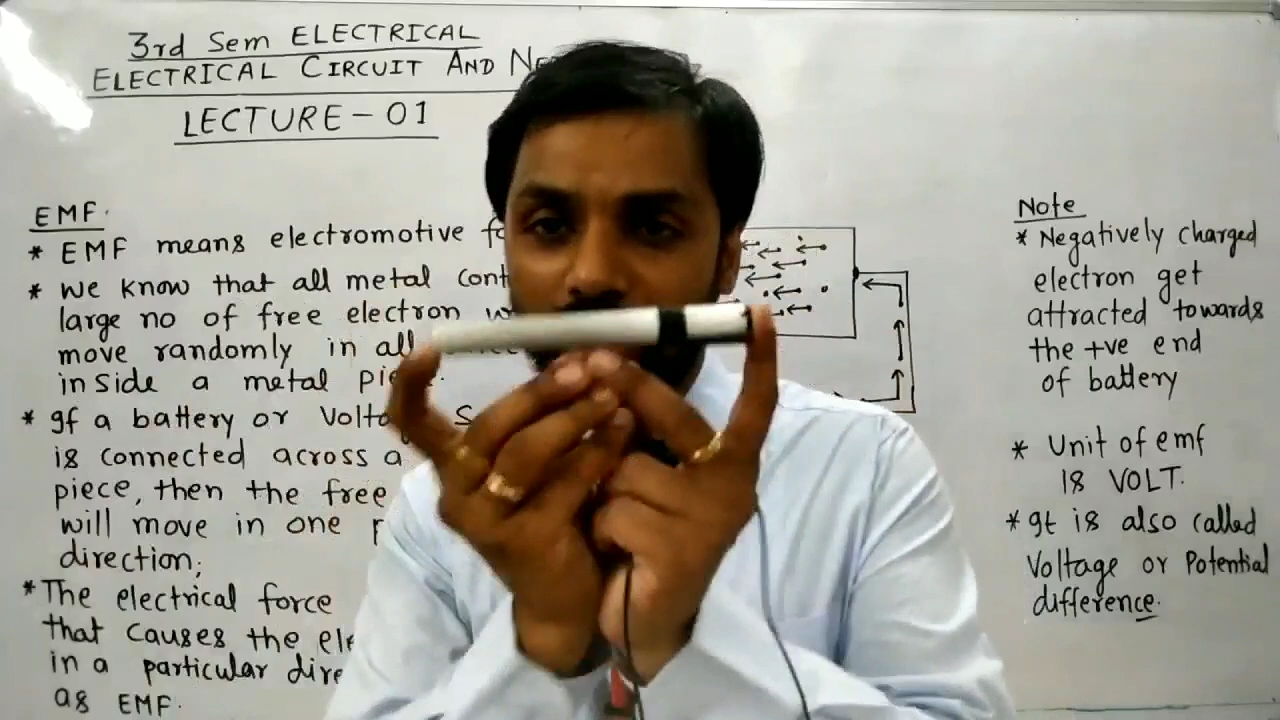 3rd Sem ELECTRICAL
ELECTRICAL CIRCUIT AND
LECTURE-01
EMF.
* EMF means electromotive
* we know that all metal
large no of free electron
move randomly in all
inside a metal
* If a battery or
is connected across a
piece, then the free
will move in one
direction;
* The electrical force
that causes the
in a particular
as EMF.
Note
* Negatively charged
electron get
attracted towards
the +ve end
of battery
* Unit of emf
is VOLT.
* It is also called
Voltage or Potential
difference.